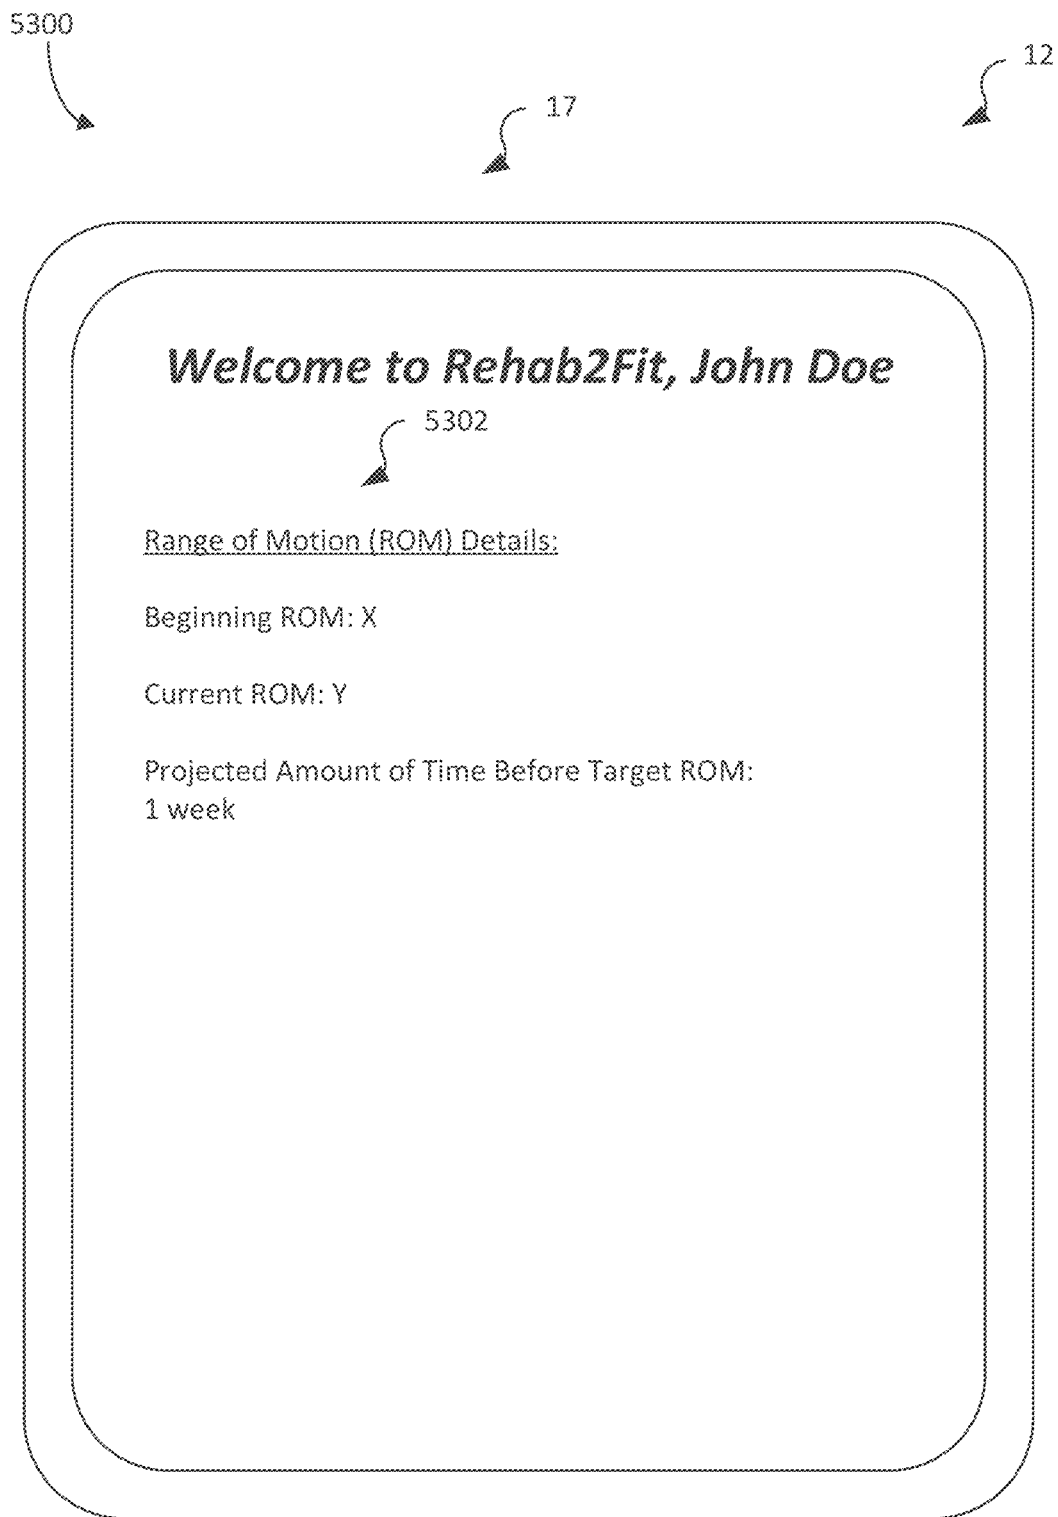 5300
12
17
Welcome to Rehab2Fit, John Doe
5302
Range of Motion (ROM) Details:
Beginning ROM: X
Current ROM: Y
Projected Amount of Time Before Target ROM:
1 week